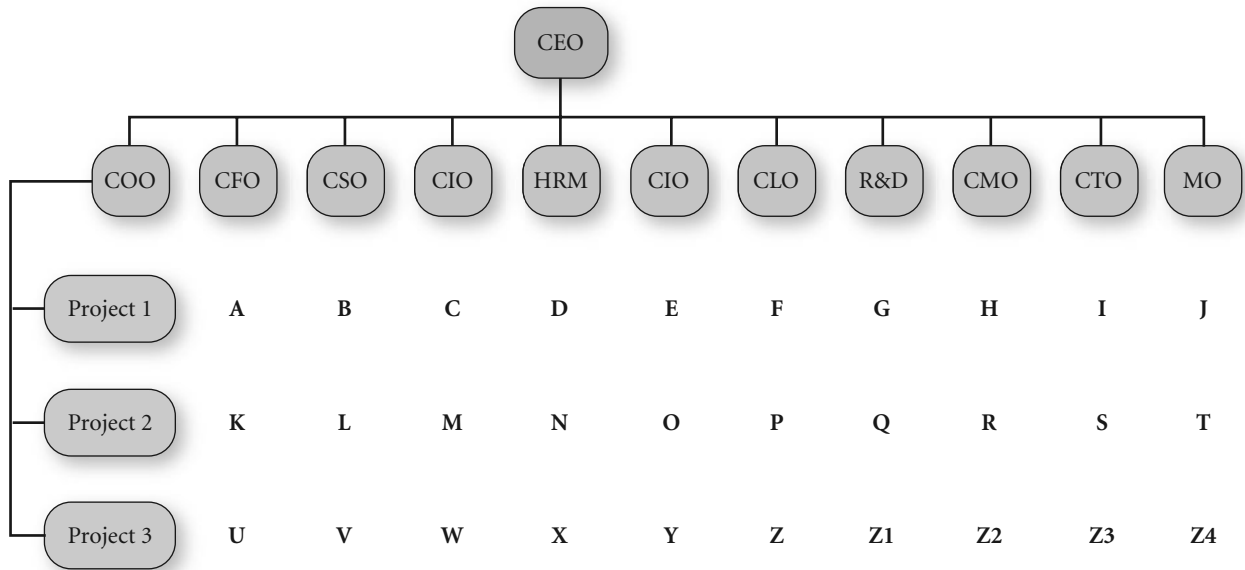 CEO
COO CFO CSO CIO HRM CIO CLO R&D CMO CTO MO
Project 1 A B C D E F G H I J
Project 2 K L M N O P Q R S T
Project 3 U V W X Y Z Z1 Z2 Z3 Z4